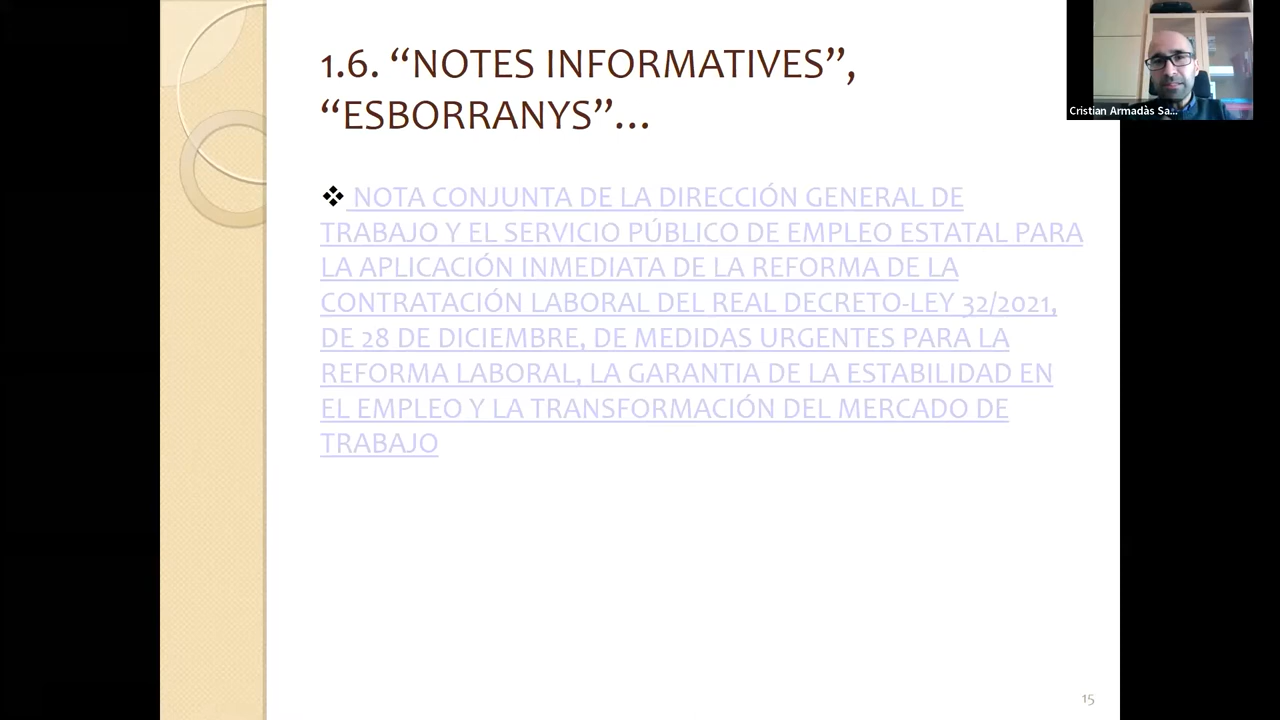 1.6. “NOTES INFORMATIVES”,
“ESBORRANYS”...
Cristian Armadàs Sa...
❖ NOTA CONJUNTA DE LA DIRECCIÓN GENERAL DE
TRABAJO Y EL SERVICIO PÚBLICO DE EMPLEO ESTATAL PARA
LA APLICACIÓN INMEDIATA DE LA REFORMA DE LA
CONTRATACIÓN LABORAL DEL REAL DECRETO-LEY 32/2021,
DE 28 DE DICIEMBRE, DE MEDIDAS URGENTES PARA LA
REFORMA LABORAL, LA GARANTIA DE LA ESTABILIDAD EN
EL EMPLEO Y LA TRANSFORMACIÓN DEL MERCADO DE
TRABAJO
15